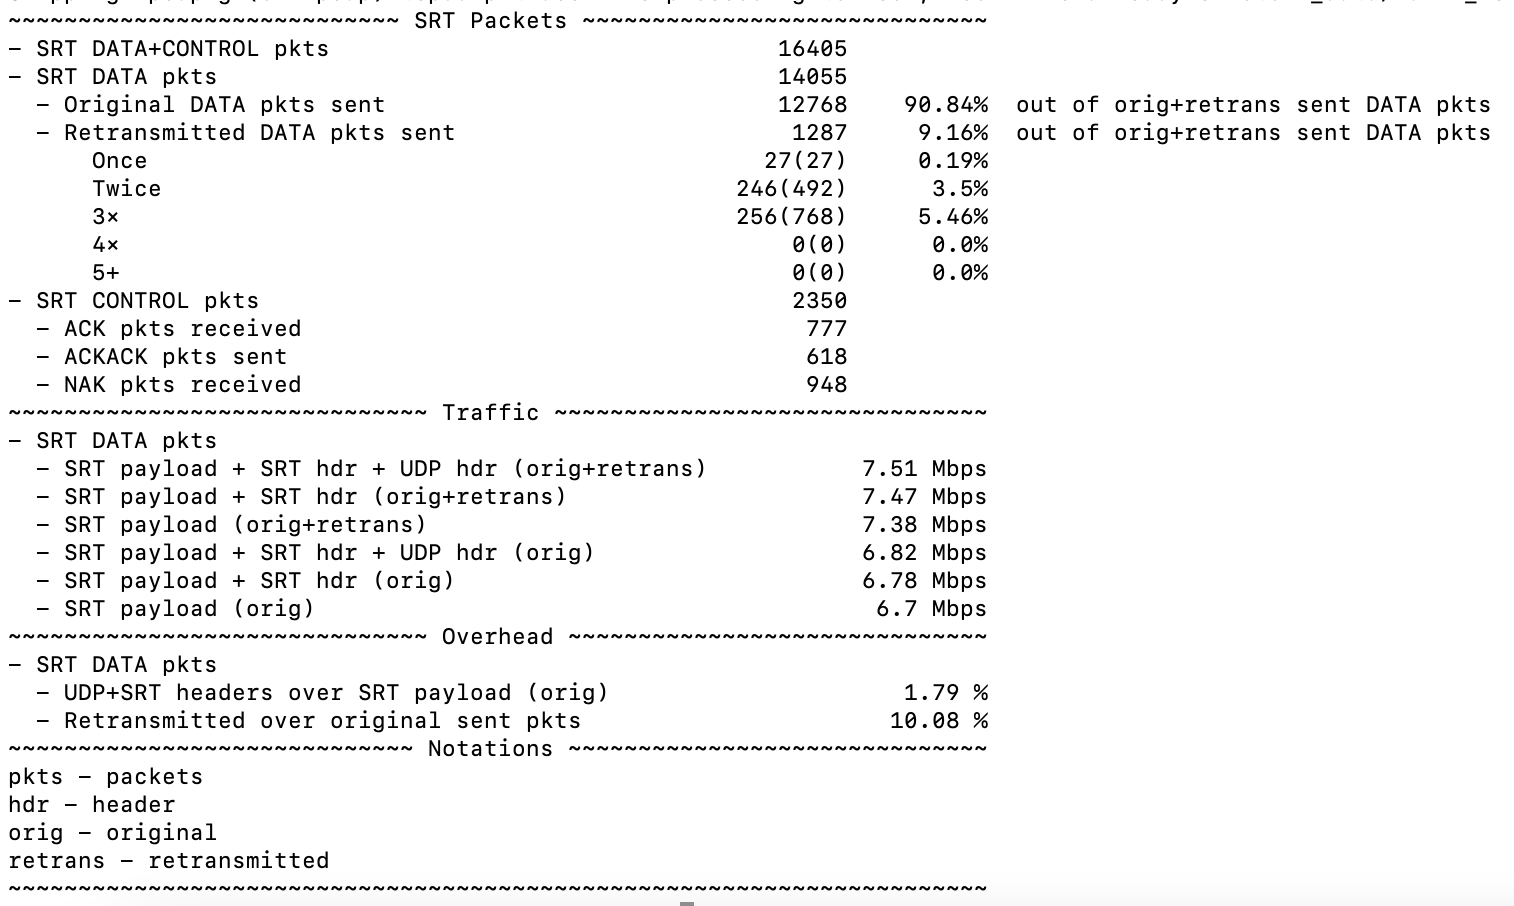 ~~~~~~~~~~~~~~~~~~~~~~~~~~~~ SRT Packets ~~~~~~~~~~~~~~~~~~~~~~~~~~~~~
- SRT DATA+CONTROL pkts 16405
- SRT DATA pkts 14055
- Original DATA pkts sent 12768 90.84% out of orig+retrans sent DATA pkts
- Retransmitted DATA pkts sent 1287 9.16% out of orig+retrans sent DATA pkts
Once 27(27) 0.19%
Twice 246(492) 3.5%
3× 256(768) 5.46%
4× 0(0) 0.0%
5+ 0(0) 0.0%
- SRT CONTROL pkts 2350
- ACK pkts received 777
- ACKACK pkts sent 618
- NAK pkts received 948
~~~~~~~~~~~~~~~~~~~~~~~~~~~~~~ Traffic ~~~~~~~~~~~~~~~~~~~~~~~~~~~~~~~
- SRT DATA pkts
- SRT payload + SRT hdr + UDP hdr (orig+retrans) 7.51 Mbps
- SRT payload + SRT hdr (orig+retrans) 7.47 Mbps
- SRT payload (orig+retrans) 7.38 Mbps
- SRT payload + SRT hdr + UDP hdr (orig) 6.82 Mbps
- SRT payload + SRT hdr (orig) 6.78 Mbps
- SRT payload (orig) 6.7 Mbps
~~~~~~~~~~~~~~~~~~~~~~~~~~~~~~ Overhead ~~~~~~~~~~~~~~~~~~~~~~~~~~~~~~
- SRT DATA pkts
- UDP+SRT headers over SRT payload (orig) 1.79 %
- Retransmitted over original sent pkts 10.08 %
~~~~~~~~~~~~~~~~~~~~~~~~~~~~~ Notations ~~~~~~~~~~~~~~~~~~~~~~~~~~~~~~
pkts - packets
hdr - header
orig - original
retrans - retransmitted
~~~~~~~~~~~~~~~~~~~~~~~~~~~~~~~~~~~~~~~~~~~~~~~~~~~~~~~~~~~~~~~~~~~~~~